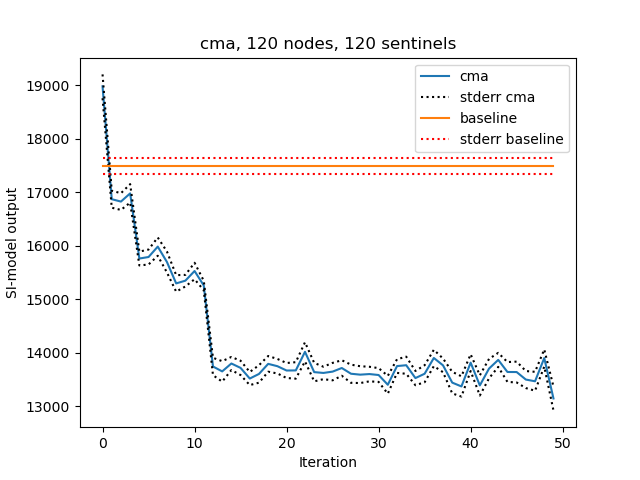 cma, 120 nodes, 120 sentinels
cma
stderr cma
baseline
stderr baseline
SI-model output
19000
18000
17000
16000
15000
14000
13000
0 10 20 30 40 50
Iteration